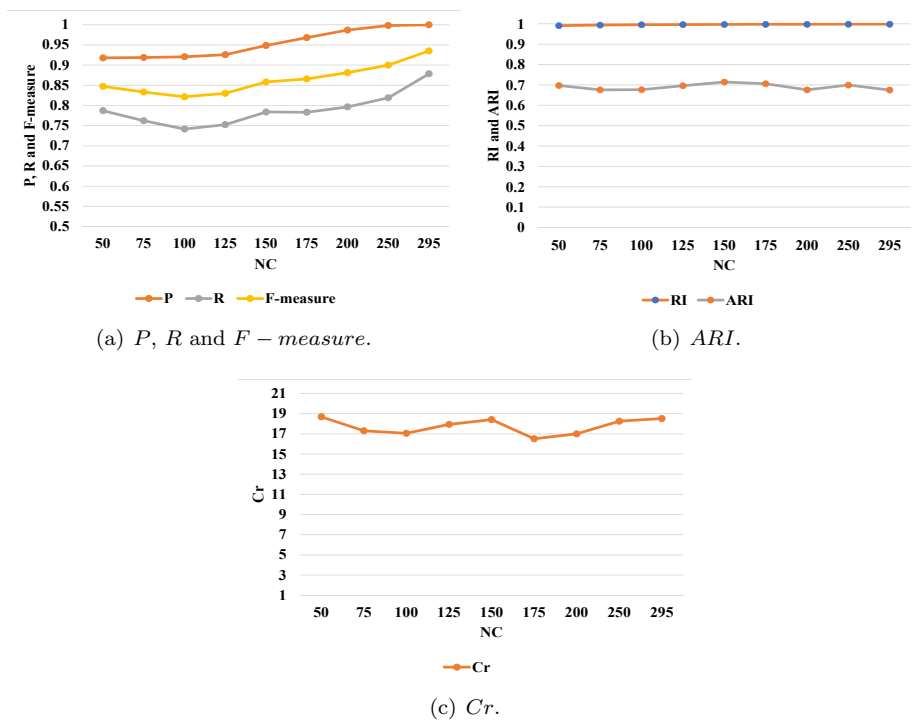 P, R and F-measure
1
0.95
0.9
0.85
0.8
0.75
0.7
0.65
0.6
0.55
0.5
50 75 100 125 150 175 200 250 295
NC
P R F-measure
(a) P, R and F − measure.
RI and ARI
1
0.9
0.8
0.7
0.6
0.5
0.4
0.3
0.2
0.1
0
50 75 100 125 150 175 200 250 295
NC
RI ARI
(b) ARI.
Cr
21
19
17
15
13
11
9
7
5
3
1
50 75 100 125 150 175 200 250 295
NC
Cr
(c) Cr.